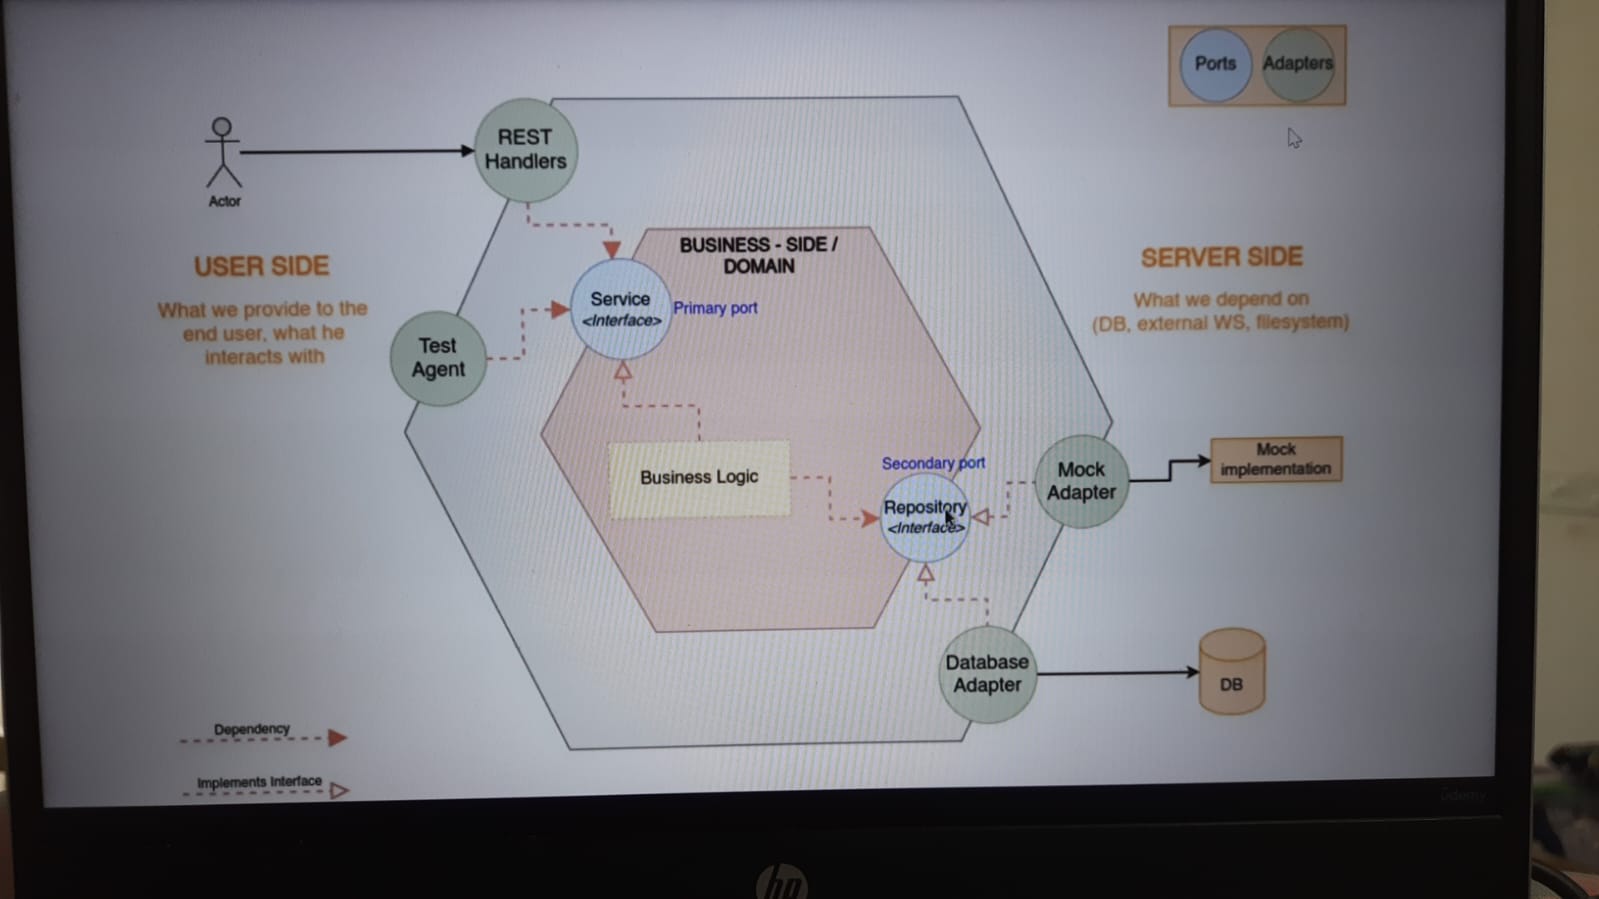 Ports
Adapters
REST
Handlers
Actor
USER SIDE
What we provide to the
end user, what he
interacts with
BUSINESS - SIDE /
DOMAIN
SERVER SIDE
What we depend on
(DB, external WS, filesystem)
Service
<Interface>
Primary port
Test
Agent
Business Logic
Secondary port
Repository
<Interface>
Mock
Adapter
Mock
implementation
Database
Adapter
DB
Dependency
Implements Interface
Udemy
hp